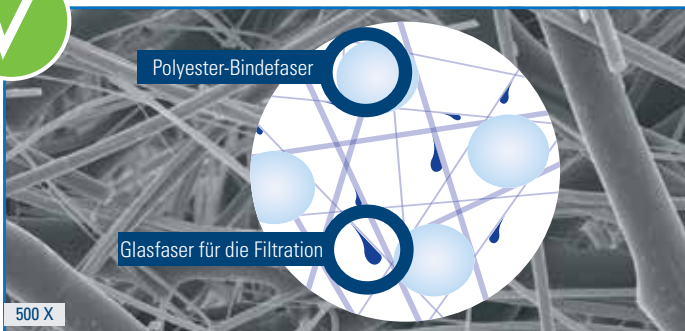 Polyester-Bindefaser
Glasfaser für die Filtration
500 X